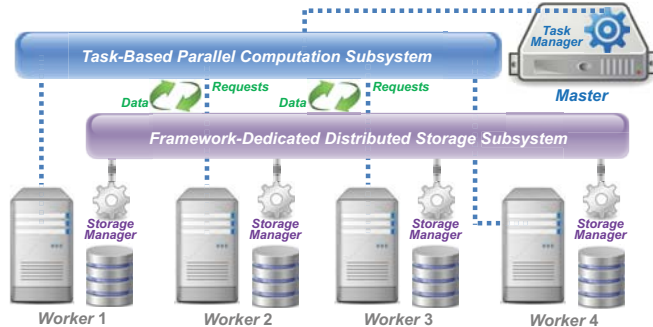 Task
Manager
Task-Based Parallel Computation Subsystem
Master
Data
Requests
Data
Requests
Framework-Dedicated Distributed Storage Subsystem
Storage
Manager
Storage
Manager
Storage
Manager
Storage
Manager
Worker 1
Worker 2
Worker 3
Worker 4